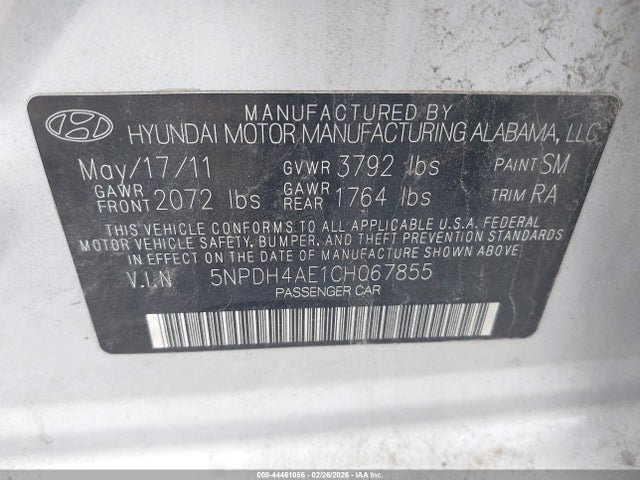 MANUFACTURED BY
HYUNDAI MOTOR MANUFACTURING ALABAMA, LLC
May/17/11 GVWR 3792 lbs PAINT SM
GAWR FRONT 2072 lbs GAWR REAR 1764 lbs TRIM RA
THIS VEHICLE CONFORMS TO ALL APPLICABLE U.S.A. FEDERAL
MOTOR VEHICLE SAFETY, BUMPER, AND THEFT PREVENTION STANDARDS
IN EFFECT ON THE DATE OF MANUFACTURE SHOWN ABOVE.
V.I.N 5NPDH4AE1CH067855
PASSENGER CAR
000-44461056 - 02/26/2026 - IAAI.COM